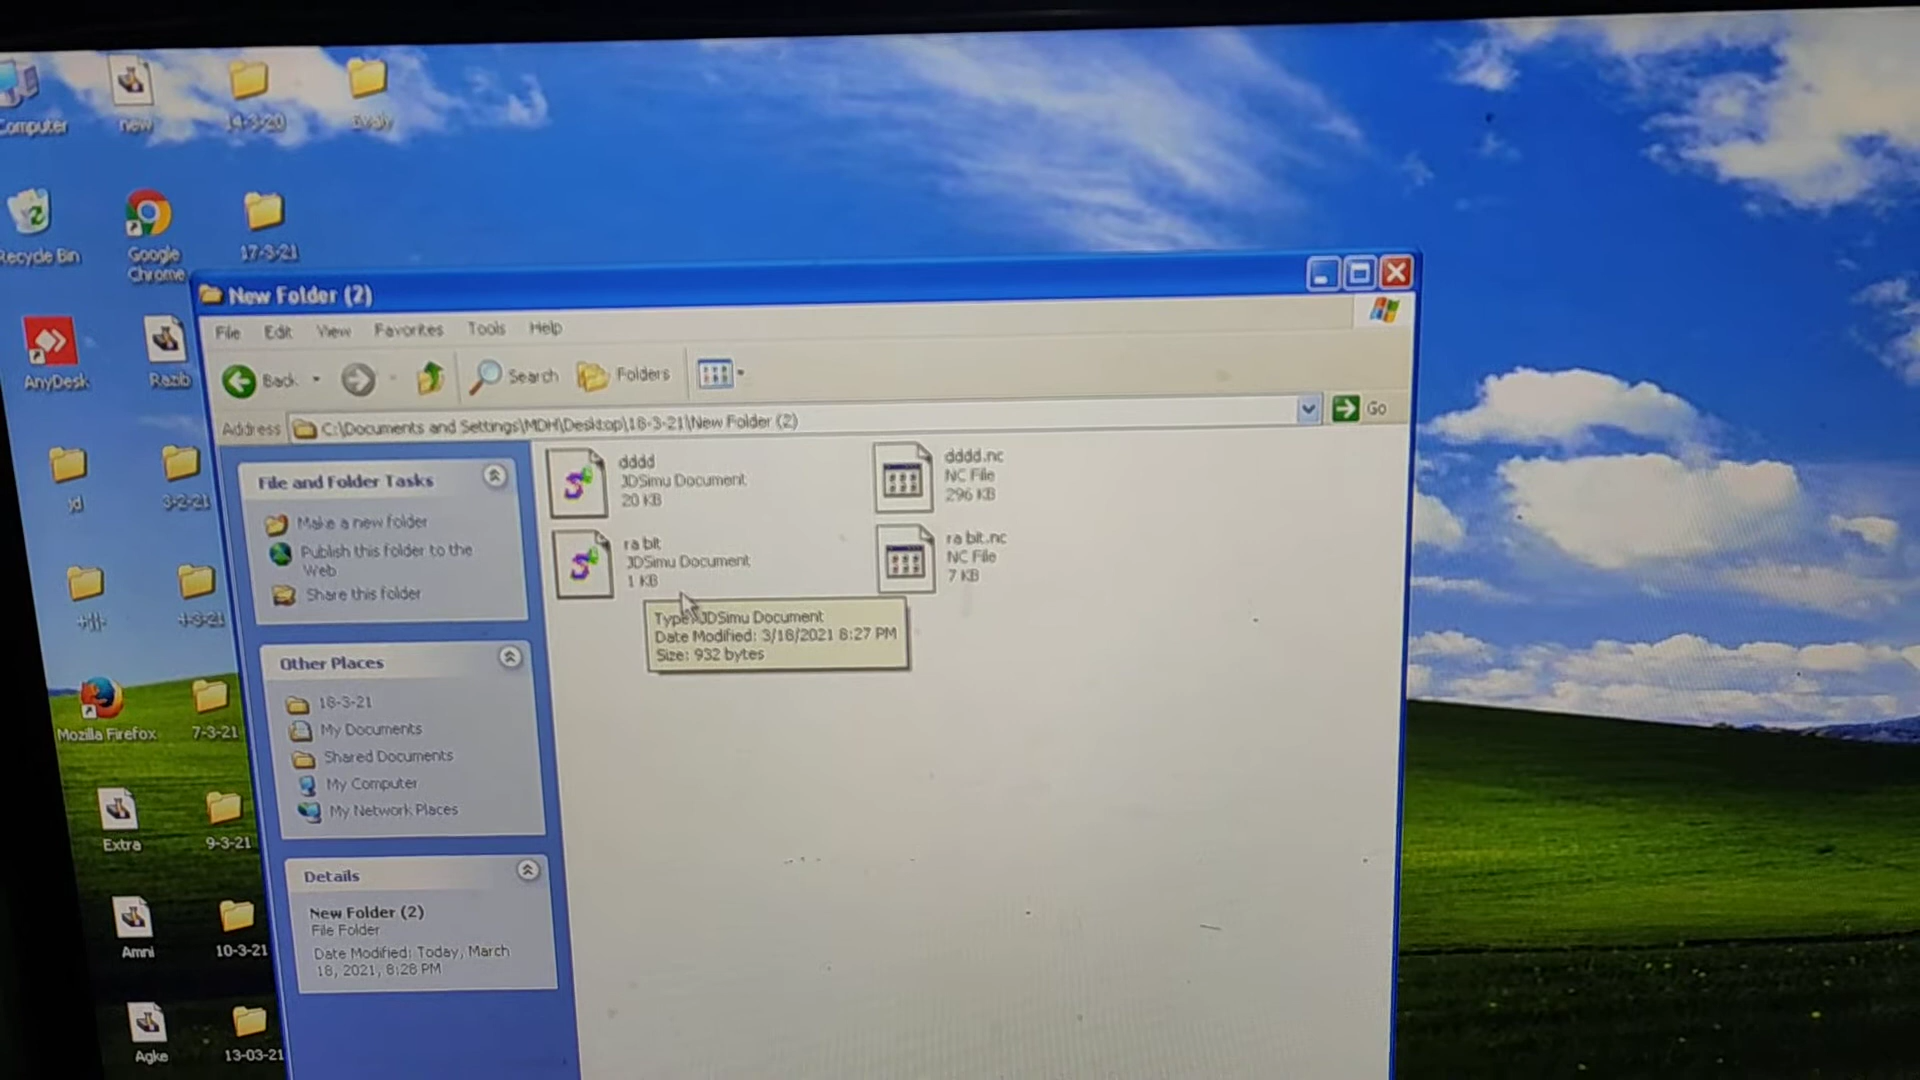 Computer
new
14-3-20
Evaly
Recycle Bin
Google
Chrome
17-3-21
AnyDesk
Razib
jd
3-2-21
7-3-21
Mozilla Firefox
Extra
9-3-21
Amni
10-3-21
Agke
13-03-21
New Folder (2)
File Edit View Favorites Tools Help
Back Search Folders
Address C:\Documents and Settings\MDH\Desktop\18-3-21\New Folder (2) Go
File and Folder Tasks
Make a new folder
Publish this folder to the
Web
Share this folder
Other Places
18-3-21
My Documents
Shared Documents
My Computer
My Network Places
Details
New Folder (2)
File Folder
Date Modified: Today, March
18, 2021, 8:28 PM
dddd
JDSimu Document
20 KB
dddd.nc
NC File
296 KB
ra bit
JDSimu Document
1 KB
ra bit.nc
NC File
7 KB
Type: JDSimu Document
Date Modified: 3/18/2021 8:27 PM
Size: 932 bytes